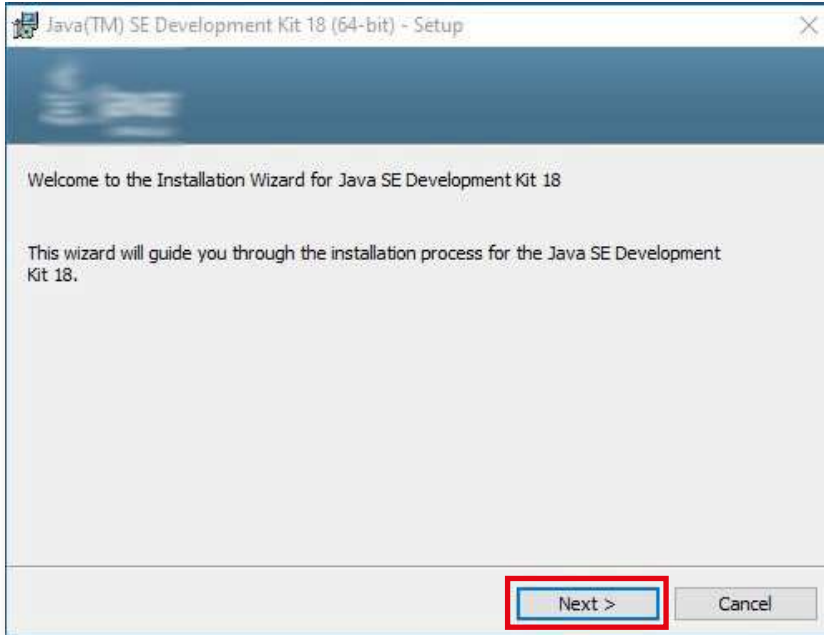 Java(TM) SE Development Kit 18 (64-bit) - Setup
Welcome to the Installation Wizard for Java SE Development Kit 18
This wizard will guide you through the installation process for the Java SE Development
Kit 18.
Next >
Cancel